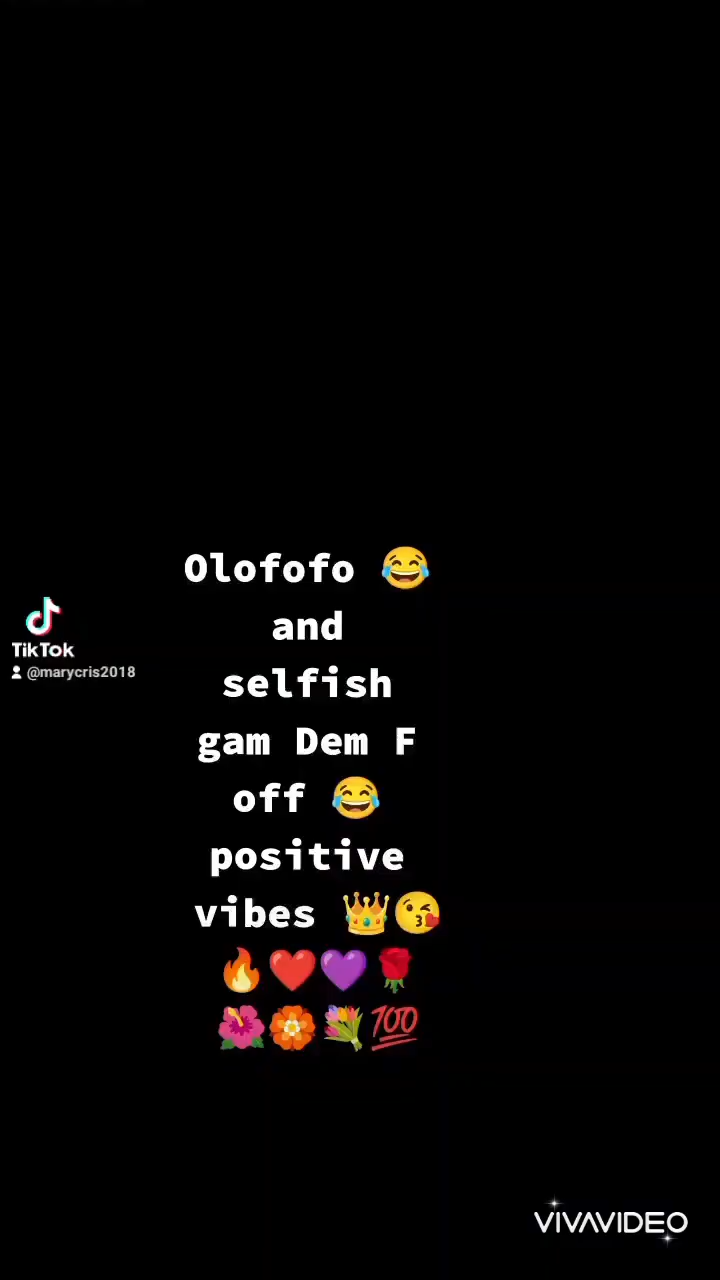 Olofofo 😂
and
selfish
gam Dem F
off 😂
positive
vibes 👑😘
🔥❤️💜🌹
🌺🏵️💐💯
TikTok
@marycris2018
VIVAVIDEO